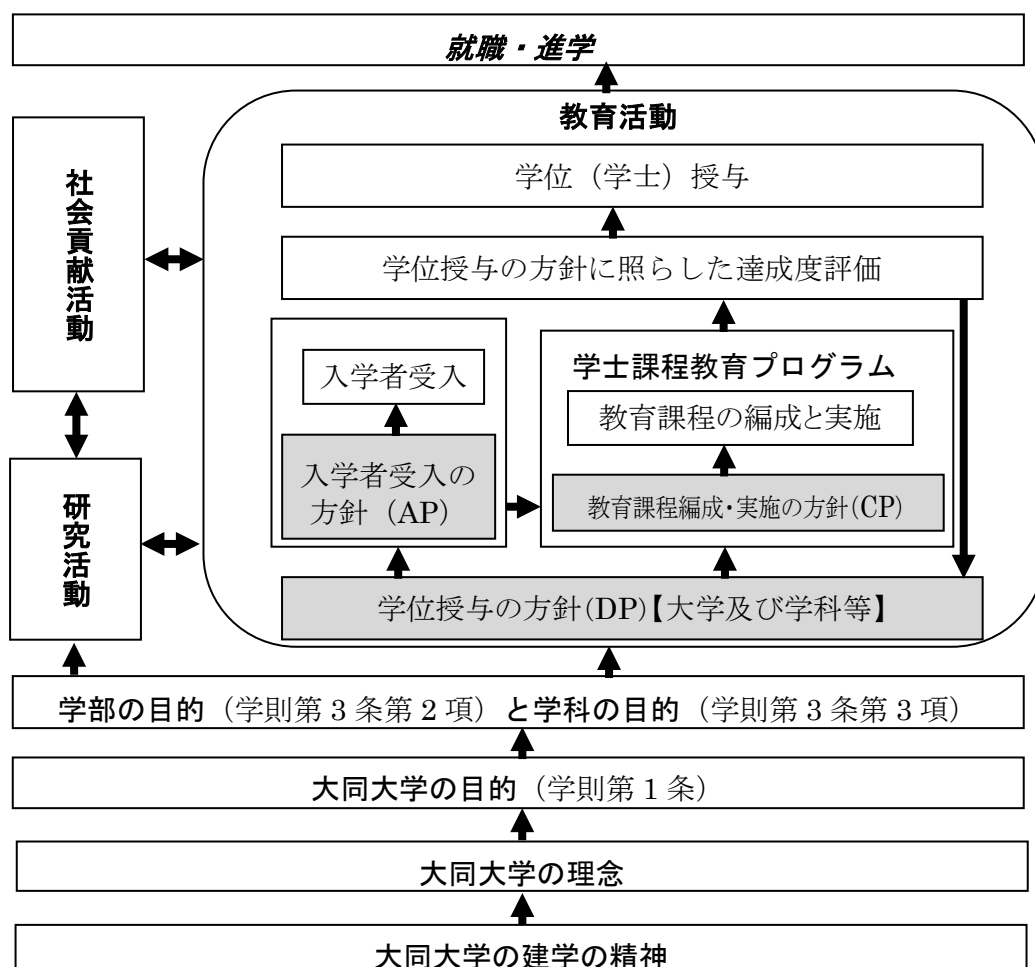 就職・進学
教育活動
学位（学士）授与
学位授与の方針に照らした達成度評価
社会貢献活動
入学者受入
入学者受入の
方針（AP）
学士課程教育プログラム
教育課程の編成と実施
教育課程編成・実施の方針(CP)
研究活動
学位授与の方針(DP)【大学及び学科等】
学部の目的（学則第３条第２項）と学科の目的（学則第３条第３項）
大同大学の目的（学則第１条）
大同大学の理念
大同大学の建学の精神